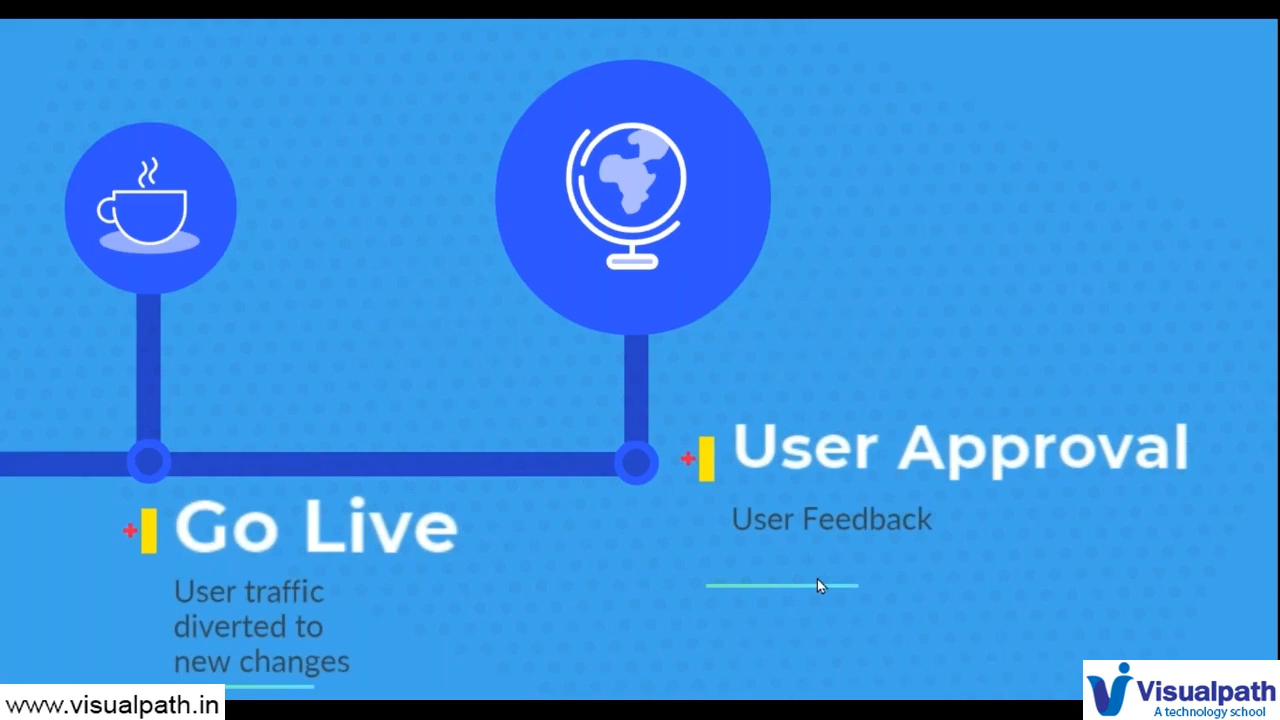 User Approval
User Feedback
Go Live
User traffic
diverted to
new changes
www.visualpath.in
Visualpath
A technology school